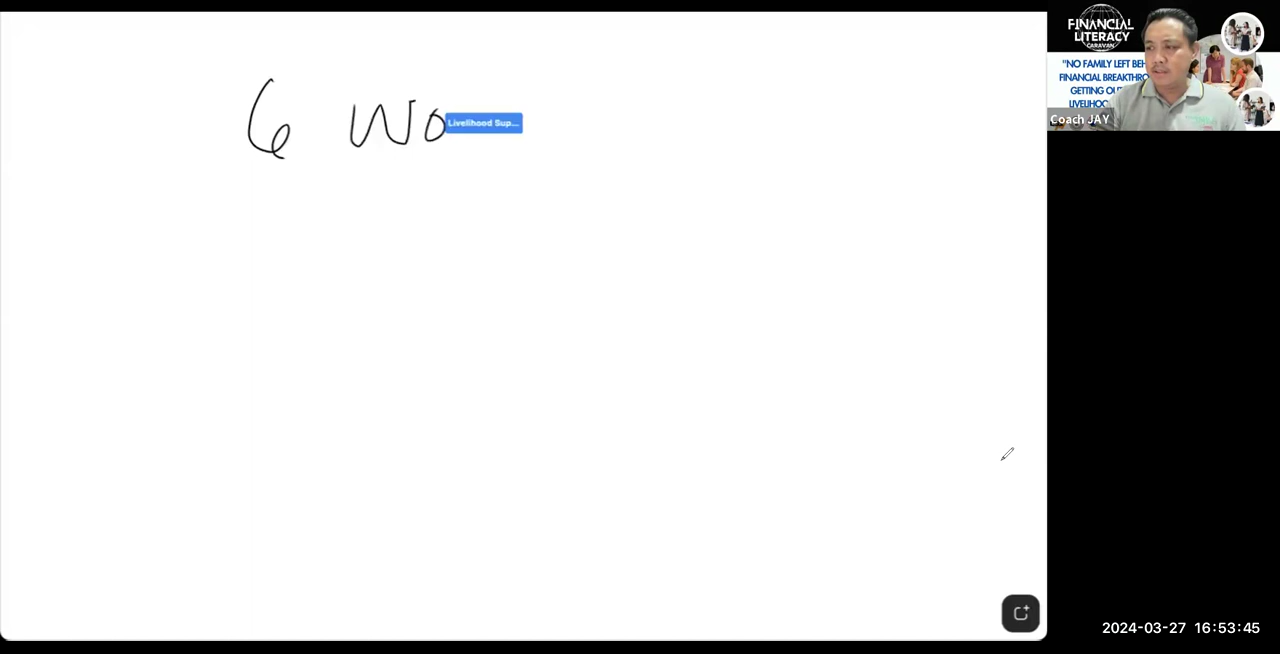 6 Wo
Livelihood Sup...
FINANCIAL
LITERACY
CARAVAN
"NO FAMILY LEFT BEH
FINANCIAL BREAKTHRO
GETTING OU
LIVELIHOO
Coach JAY
2024-03-27 16:53:45